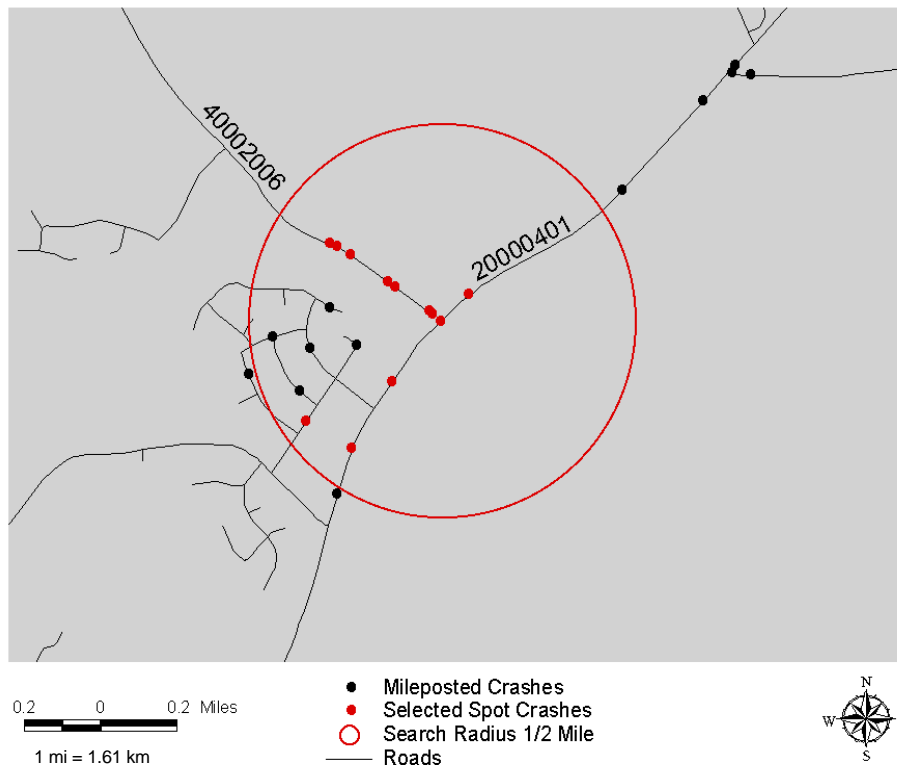 40002006
20000401
0.2 0 0.2 Miles
1 mi = 1.61 km
Mileposted Crashes
Selected Spot Crashes
Search Radius 1/2 Mile
Roads
N
W E
S